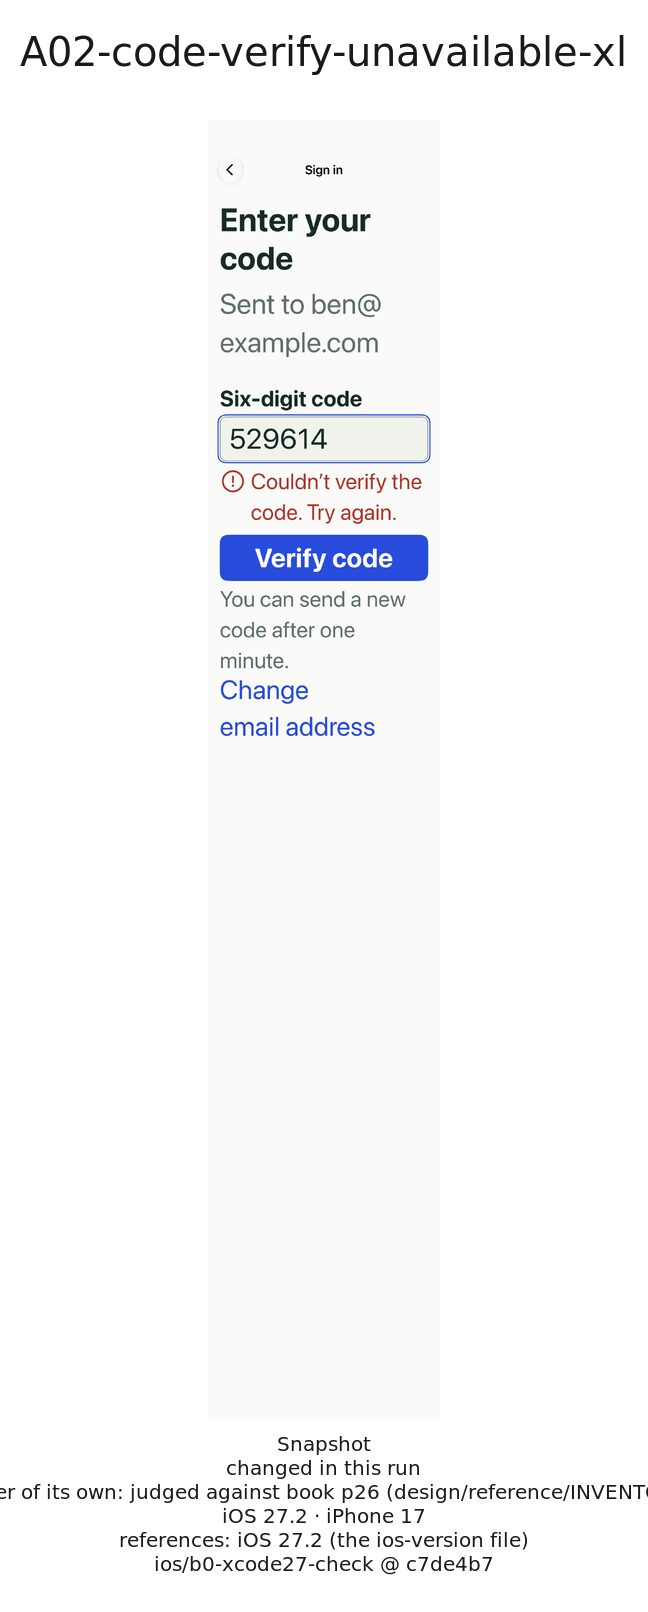 A02-code-verify-unavailable-xl
Sign in
Enter your
code
Sent to ben@
example.com
Six-digit code
529614
Couldn’t verify the
code. Try again.
Verify code
You can send a new
code after one
minute.
Change
email address
Snapshot
changed in this run
of its own: judged against book p26 (design/reference/
iOS 27.2 · iPhone 17
references: iOS 27.2 (the ios-version file)
ios/b0-xcode27-check @ c7de4b7